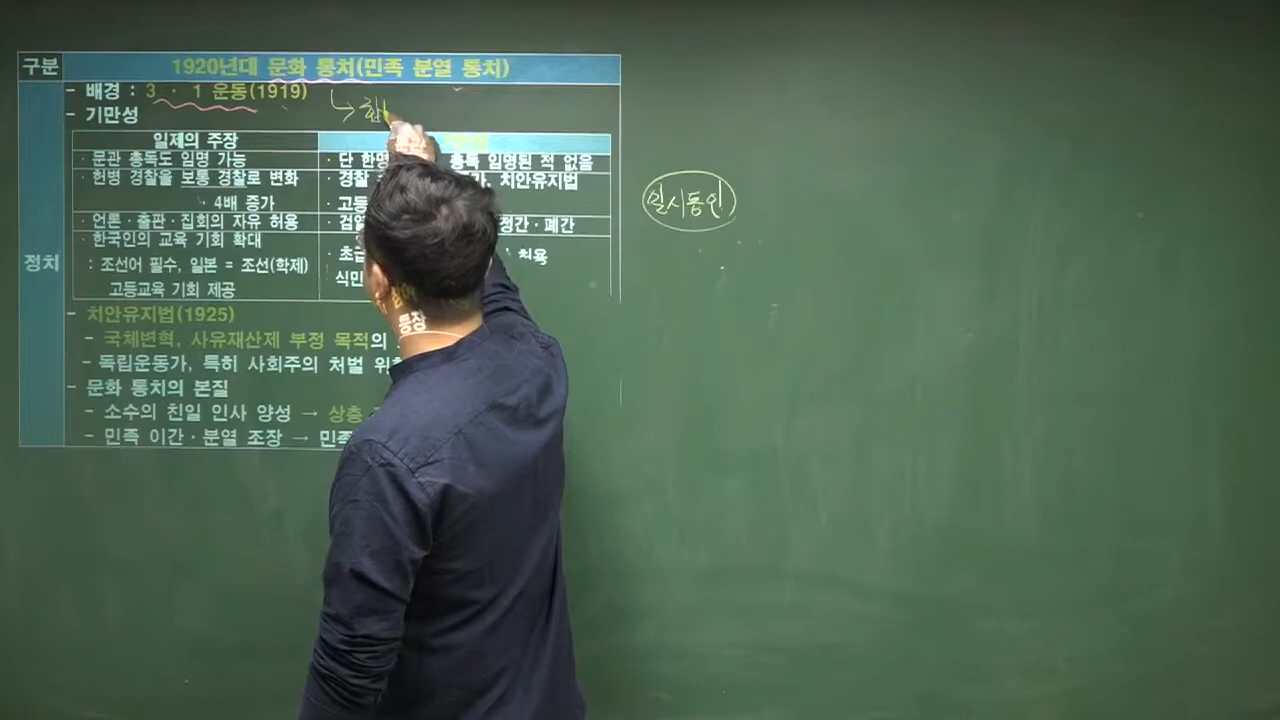 구분 1920년대 문화 통치(민족 분열 통치)
- 배경 : 3 · 1 운동(1919)
- 기만성
일제의 주장
· 문관 총독도 임명 가능 · 단 한명 총독 임명된 적 없음
· 헌병 경찰을 보통 경찰로 변화 · 경찰 가, 치안유지법
4배 증가 · 고등
· 언론 · 출판 · 집회의 자유 허용 · 검열 정간 · 폐간
· 한국인의 교육 기회 확대
: 조선어 필수, 일본 = 조선(학제) · 초급 치중
고등교육 기회 제공 식민
정치
- 치안유지법(1925)
- 국체변혁, 사유재산제 부정 목적의
- 독립운동가, 특히 사회주의 처벌 위한
- 문화 통치의 본질
- 소수의 친일 인사 양성 → 상층
- 민족 이간 · 분열 조장 → 민족
등장
일시동인